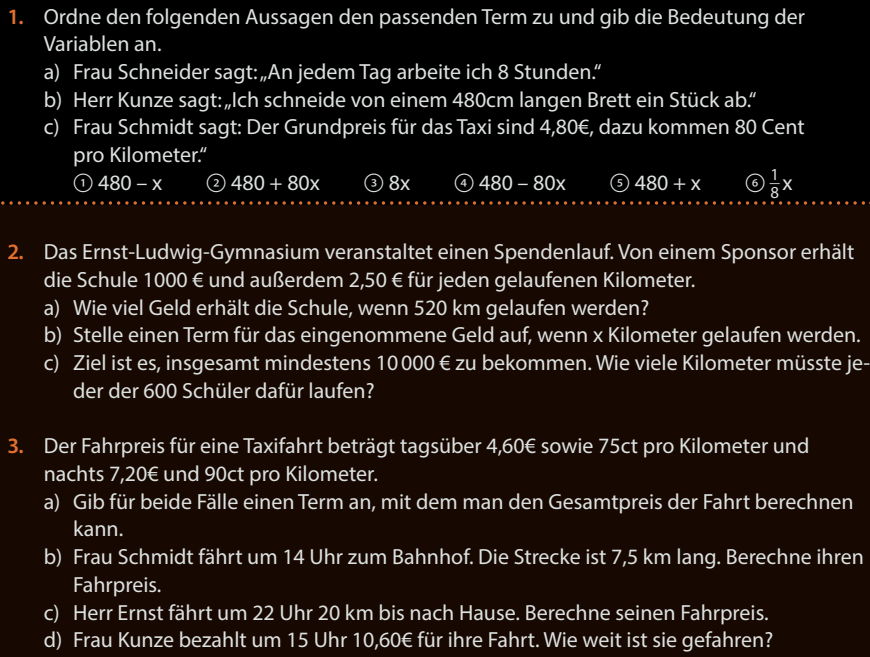 1. Ordne den folgenden Aussagen den passenden Term zu und gib die Bedeutung der
Variablen an.
a) Frau Schneider sagt: „An jedem Tag arbeite ich 8 Stunden.“
b) Herr Kunze sagt: „Ich schneide von einem 480cm langen Brett ein Stück ab.“
c) Frau Schmidt sagt: Der Grundpreis für das Taxi sind 4,80€, dazu kommen 80 Cent
pro Kilometer.“
① 480 – x ② 480 + 80x ③ 8x ④ 480 – 80x ⑤ 480 + x ⑥ 1/8 x
2. Das Ernst-Ludwig-Gymnasium veranstaltet einen Spendenlauf. Von einem Sponsor erhält
die Schule 1000 € und außerdem 2,50 € für jeden gelaufenen Kilometer.
a) Wie viel Geld erhält die Schule, wenn 520 km gelaufen werden?
b) Stelle einen Term für das eingenommene Geld auf, wenn x Kilometer gelaufen werden.
c) Ziel ist es, insgesamt mindestens 10 000 € zu bekommen. Wie viele Kilometer müsste je-
der der 600 Schüler dafür laufen?
3. Der Fahrpreis für eine Taxifahrt beträgt tagsüber 4,60€ sowie 75ct pro Kilometer und
nachts 7,20€ und 90ct pro Kilometer.
a) Gib für beide Fälle einen Term an, mit dem man den Gesamtpreis der Fahrt berechnen
kann.
b) Frau Schmidt fährt um 14 Uhr zum Bahnhof. Die Strecke ist 7,5 km lang. Berechne ihren
Fahrpreis.
c) Herr Ernst fährt um 22 Uhr 20 km bis nach Hause. Berechne seinen Fahrpreis.
d) Frau Kunze bezahlt um 15 Uhr 10,60€ für ihre Fahrt. Wie weit ist sie gefahren?